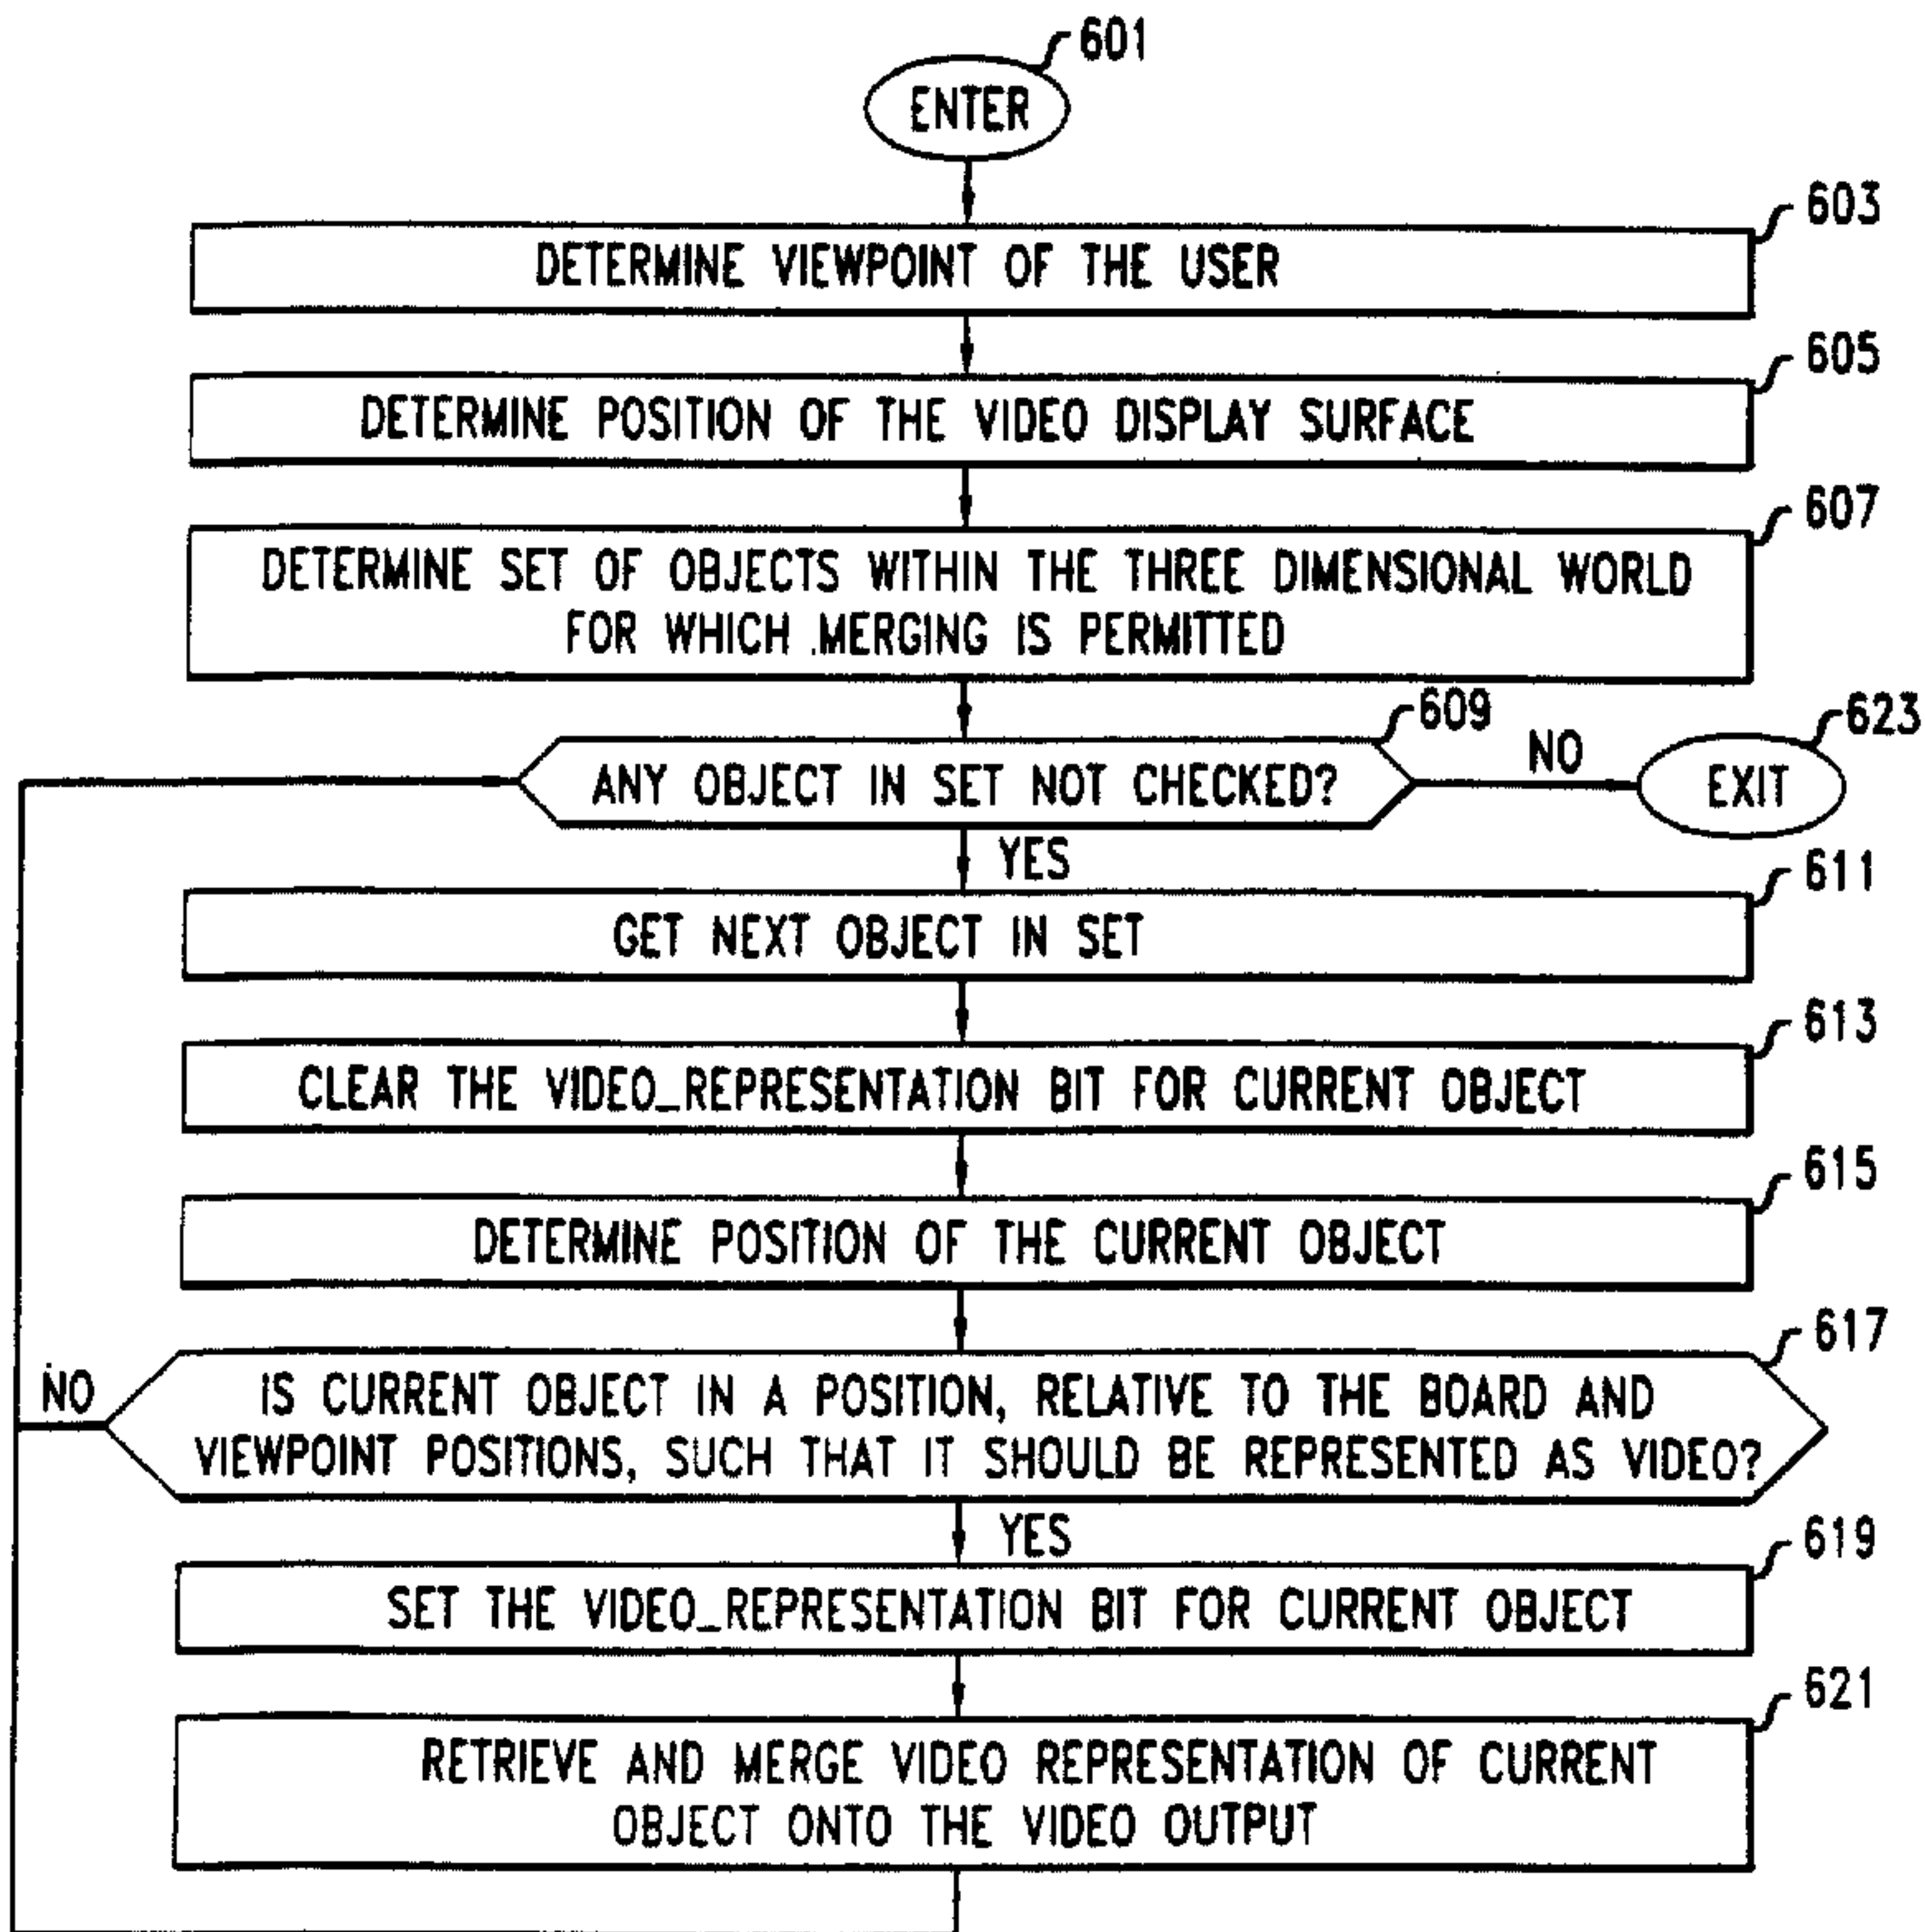 601
ENTER
603
DETERMINE VIEWPOINT OF THE USER
605
DETERMINE POSITION OF THE VIDEO DISPLAY SURFACE
607
DETERMINE SET OF OBJECTS WITHIN THE THREE DIMENSIONAL WORLD
FOR WHICH MERGING IS PERMITTED
609
623
ANY OBJECT IN SET NOT CHECKED?
NO
EXIT
YES
611
GET NEXT OBJECT IN SET
613
CLEAR THE VIDEO_REPRESENTATION BIT FOR CURRENT OBJECT
615
DETERMINE POSITION OF THE CURRENT OBJECT
617
NO
IS CURRENT OBJECT IN A POSITION, RELATIVE TO THE BOARD AND
VIEWPOINT POSITIONS, SUCH THAT IT SHOULD BE REPRESENTED AS VIDEO?
YES
619
SET THE VIDEO_REPRESENTATION BIT FOR CURRENT OBJECT
621
RETRIEVE AND MERGE VIDEO REPRESENTATION OF CURRENT
OBJECT ONTO THE VIDEO OUTPUT